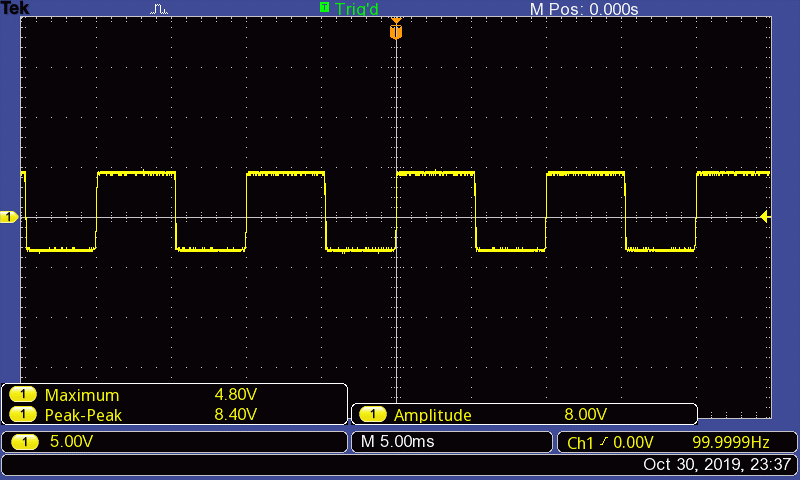 Tek T Trig'd M Pos: 0.000s
T
1
1 Maximum 4.80V
1 Peak-Peak 8.40V
1 Amplitude 8.00V
1 5.00V M 5.00ms Ch1 0.00V 99.9999Hz
Oct 30, 2019, 23:37